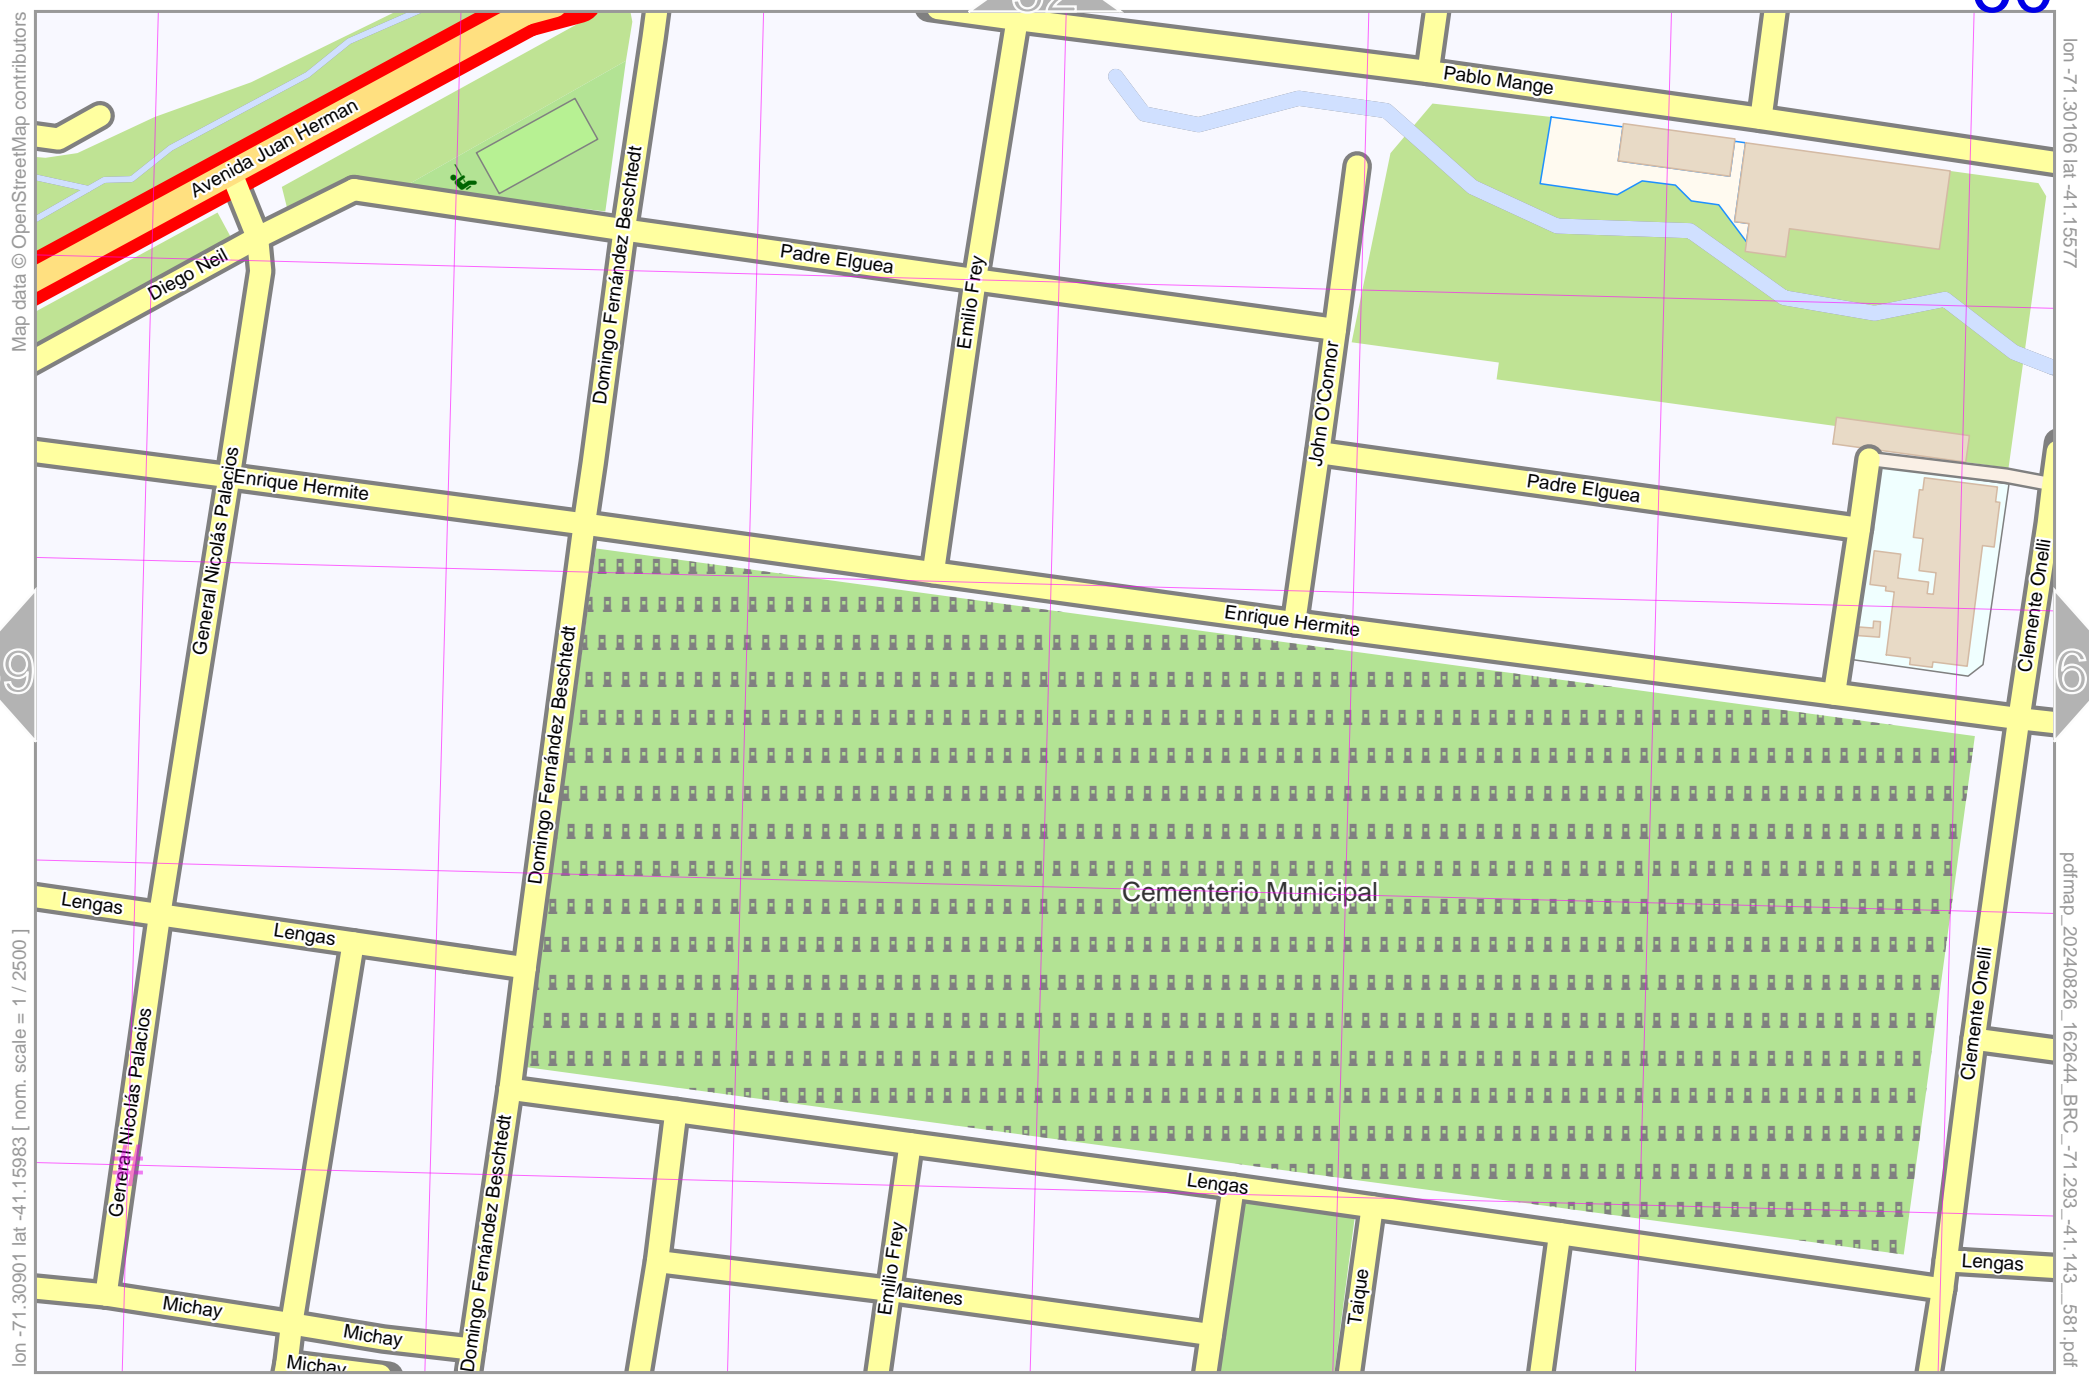 Map data © OpenStreetMap contributors
Avenida Juan Herman
Pablo Mange
lon -71.30106 lat -41.15577
Diego Neil
Domingo Fernández Beschtedt
Padre Elguea
Emilio Frey
John O'Connor
General Nicolás Palacios
Enrique Hermite
Padre Elguea
Clemente Onelli
Enrique Hermite
9
6
Domingo Fernández Beschtedt
Lengas
Lengas
Cementerio Municipal
Clemente Onelli
General Nicolás Palacios
Domingo Fernández Beschtedt
Lengas
Emilio Frey
Maitenes
Taique
Lengas
Michay
Michay
Michay
lon -71.30901 lat -41.15983 [ nom. scale = 1 / 2500 ]
pdfmap_20240826_162644_BRC_-71.293_-41.143__581.pdf